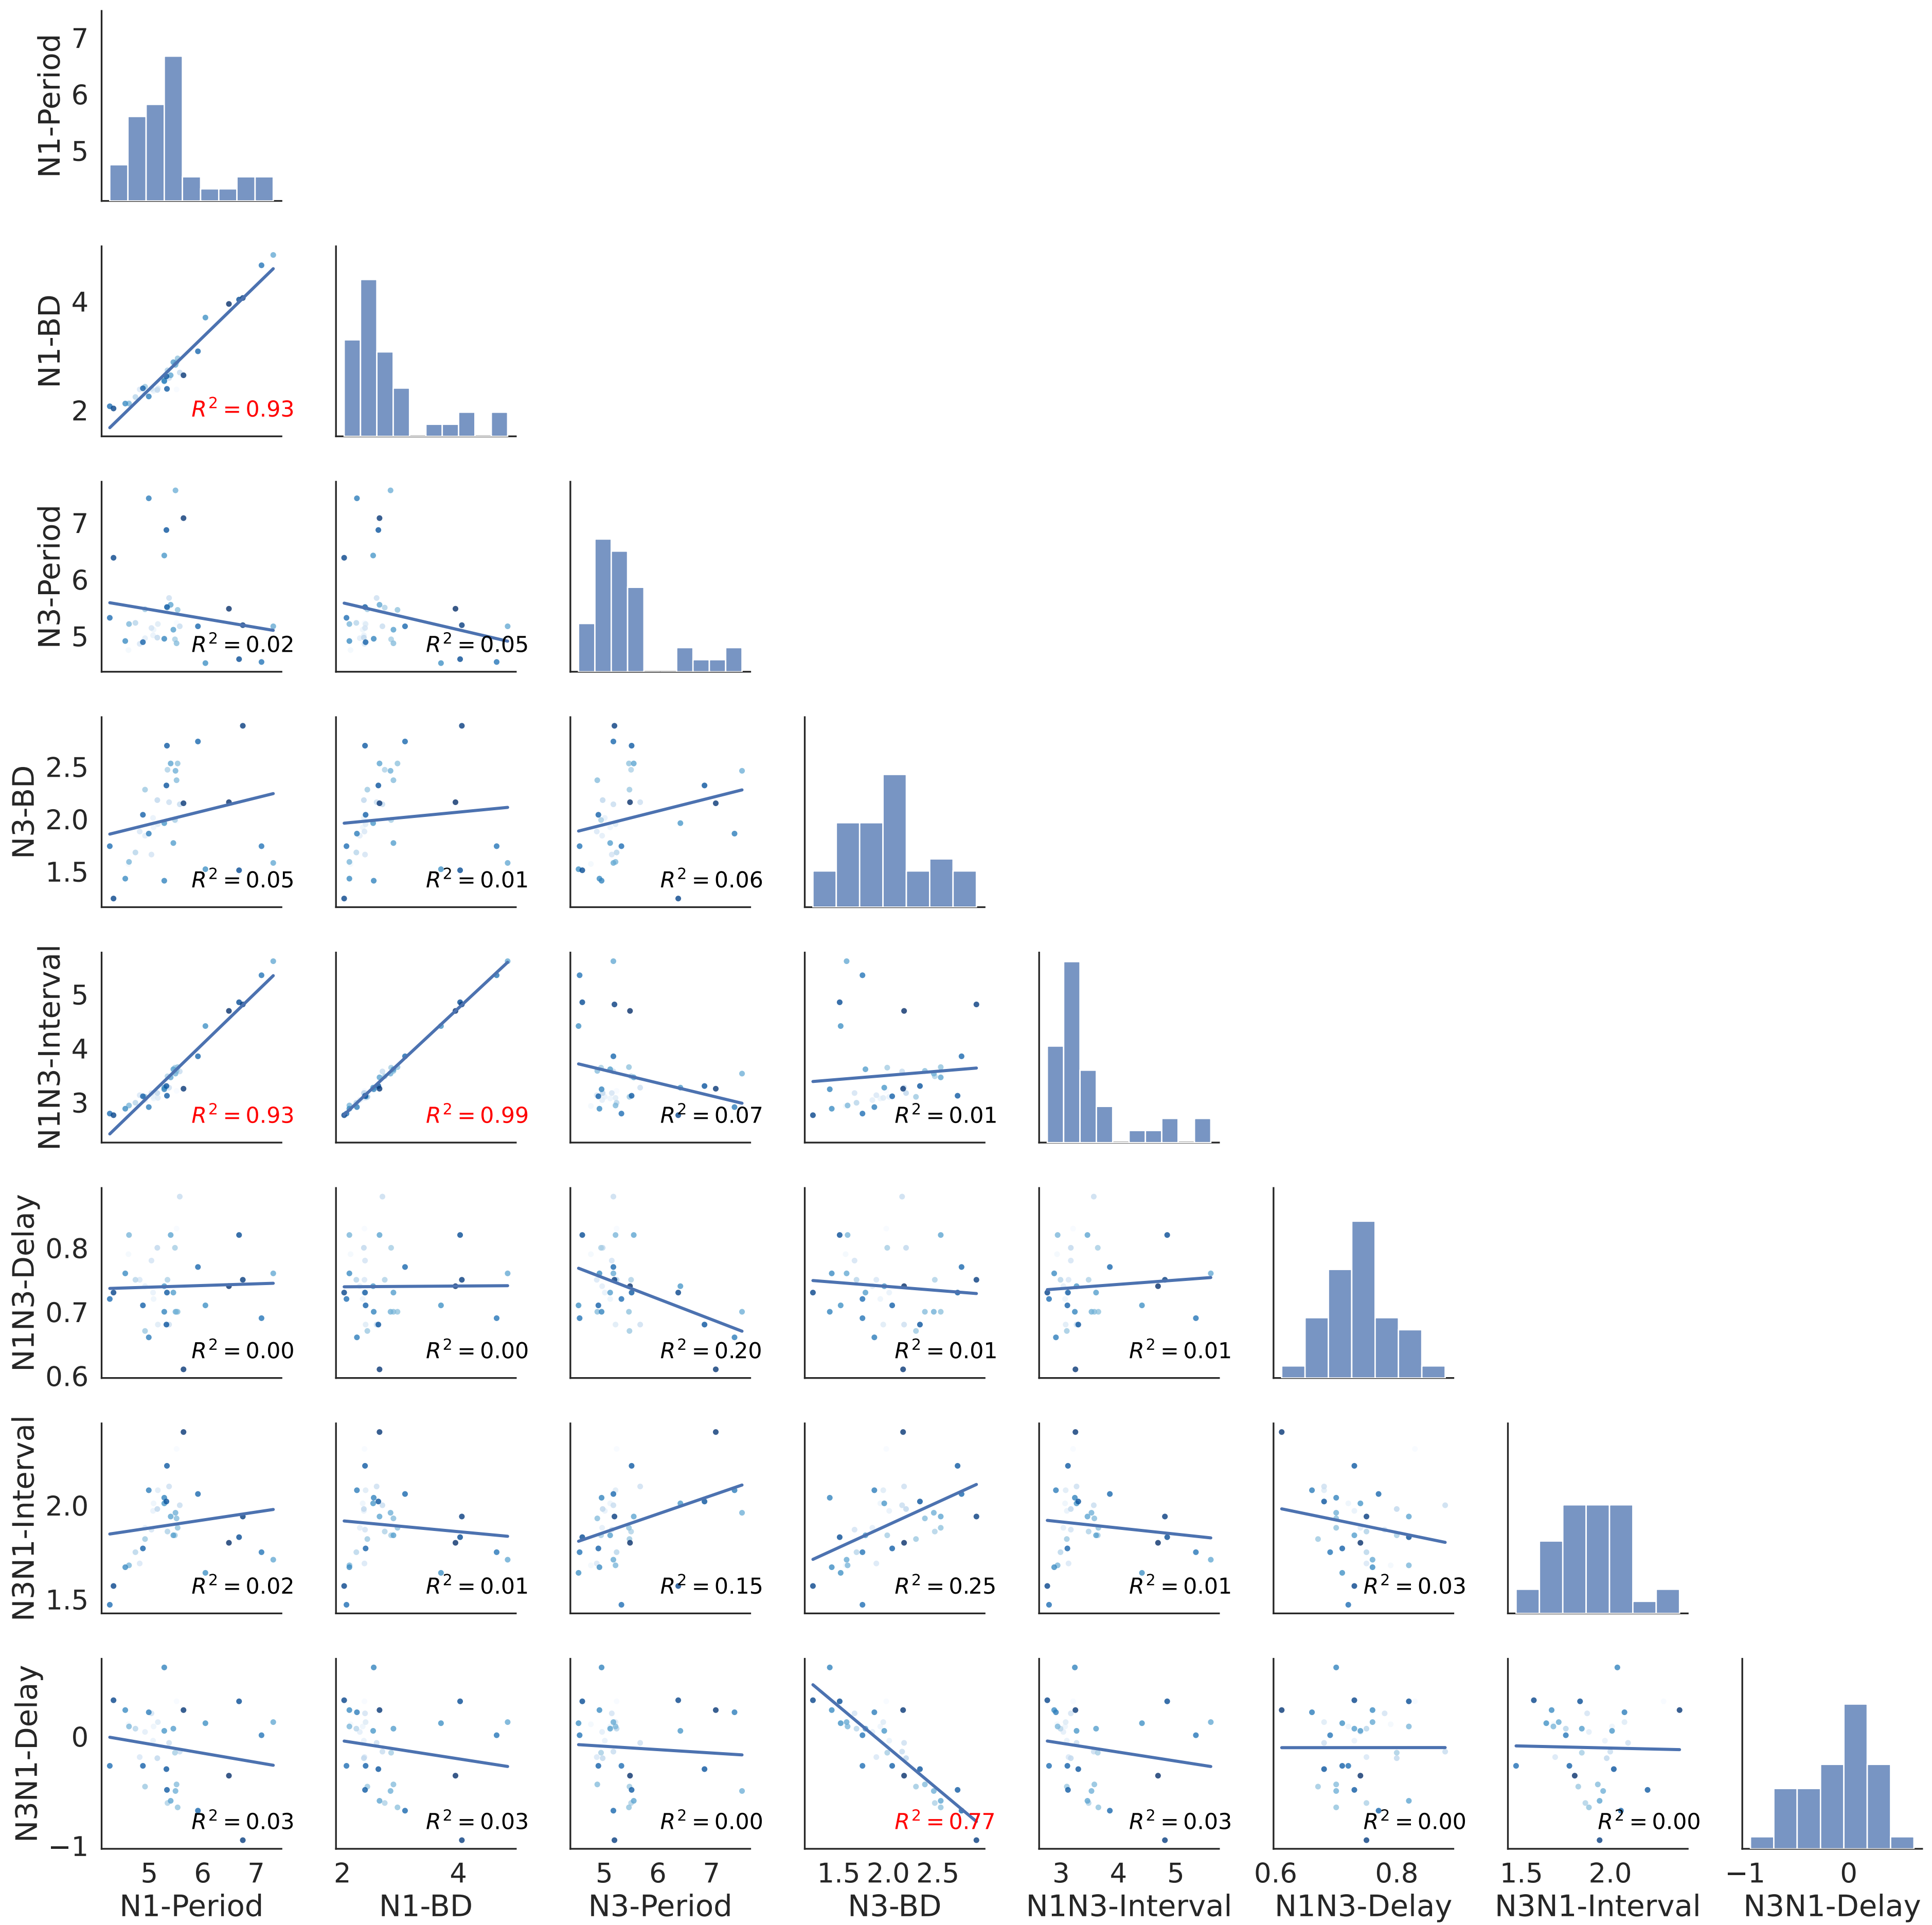 N1-Period
7
6
5
N1-BD
4
2
R² = 0.93
N3-Period
7
6
5
R² = 0.02
R² = 0.05
N3-BD
2.5
2.0
1.5
R² = 0.05
R² = 0.01
R² = 0.06
N1N3-Interval
5
4
3
R² = 0.93
R² = 0.99
R² = 0.07
R² = 0.01
N1N3-Delay
0.8
0.7
0.6
R² = 0.00
R² = 0.00
R² = 0.20
R² = 0.01
R² = 0.01
N3N1-Interval
2.0
1.5
R² = 0.02
R² = 0.01
R² = 0.15
R² = 0.25
R² = 0.01
R² = 0.03
N3N1-Delay
0
−1
R² = 0.03
R² = 0.03
R² = 0.00
R² = 0.77
R² = 0.03
R² = 0.00
R² = 0.00
5 6 7
2 4
5 6 7
1.5 2.0 2.5
3 4 5
0.6 0.8
1.5 2.0
−1 0
N1-Period
N1-BD
N3-Period
N3-BD
N1N3-Interval
N1N3-Delay
N3N1-Interval
N3N1-Delay